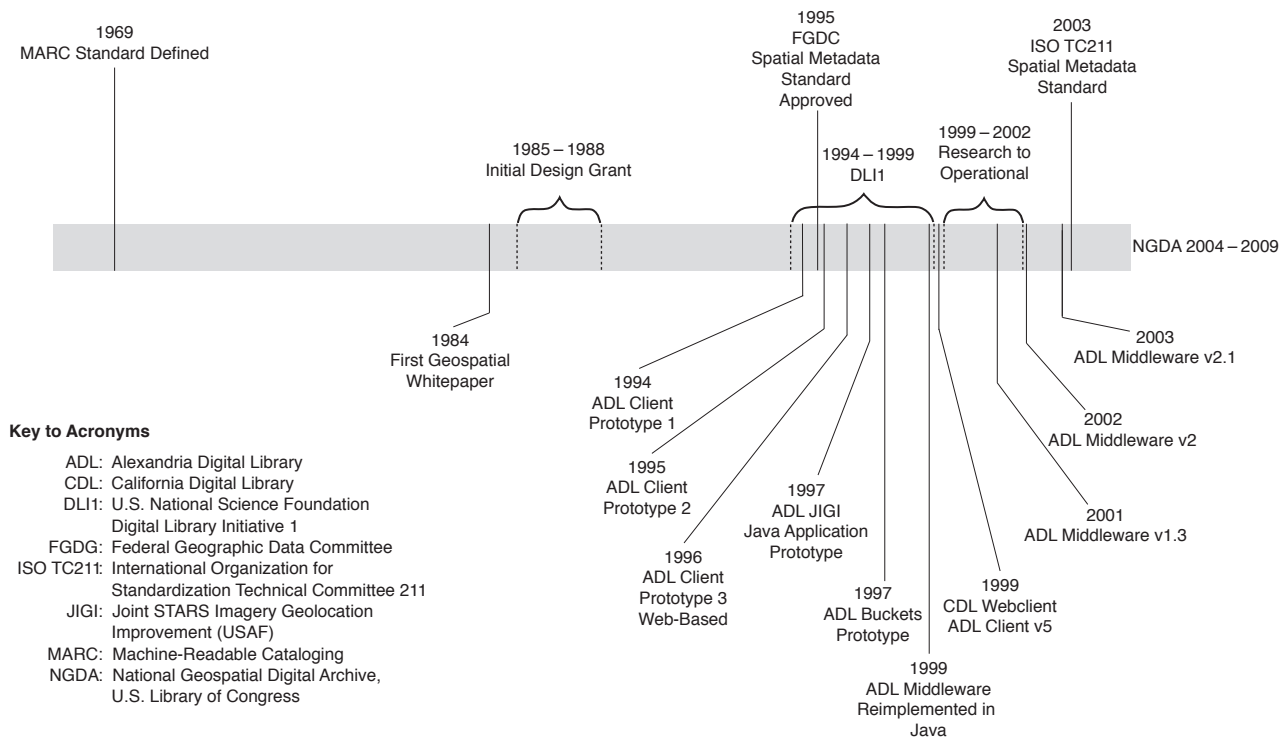 1969
MARC Standard Defined
1995
FGDC
Spatial Metadata
Standard
Approved
2003
ISO TC211
Spatial Metadata
Standard
1985 – 1988
Initial Design Grant
1994 – 1999
DLI1
1999 – 2002
Research to
Operational
NGDA 2004 – 2009
1984
First Geospatial
Whitepaper
1994
ADL Client
Prototype 1
1995
ADL Client
Prototype 2
1996
ADL Client
Prototype 3
Web-Based
1997
ADL JIGI
Java Application
Prototype
1997
ADL Buckets
Prototype
1999
ADL Middleware
Reimplemented in
Java
1999
CDL Webclient
ADL Client v5
2001
ADL Middleware v1.3
2002
ADL Middleware v2
2003
ADL Middleware v2.1
Key to Acronyms
ADL: Alexandria Digital Library
CDL: California Digital Library
DLI1: U.S. National Science Foundation
Digital Library Initiative 1
FGDG: Federal Geographic Data Committee
ISO TC211: International Organization for
Standardization Technical Committee 211
JIGI: Joint STARS Imagery Geolocation
Improvement (USAF)
MARC: Machine-Readable Cataloging
NGDA: National Geospatial Digital Archive,
U.S. Library of Congress